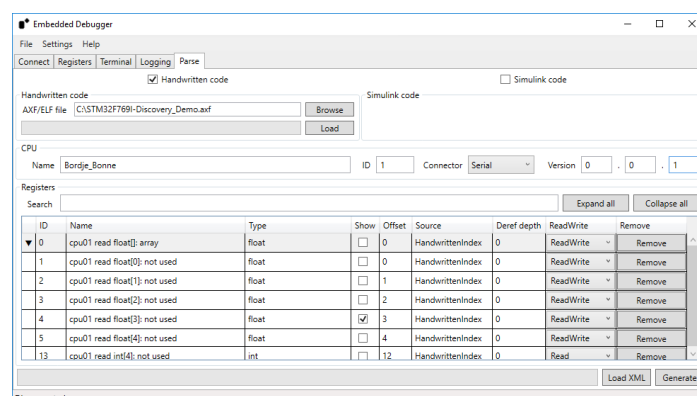 Embedded Debugger
File Settings Help
Connect Registers Terminal Logging Parse
Handwritten code Simulink code
Handwritten code Simulink code
AXF/ELF file C:\STM32F769I-Discovery_Demo.axf Browse
Load
CPU
Name Bordje_Bonne ID 1 Connector Serial Version 0 . 0 . 1
Registers
Search Expand all Collapse all
ID Name Type Show Offset Source Deref depth ReadWrite Remove
0 cpu01 read float[]: array float 0 HandwrittenIndex 0 ReadWrite Remove
1 cpu01 read float[0]: not used float 0 HandwrittenIndex 0 ReadWrite Remove
2 cpu01 read float[1]: not used float 1 HandwrittenIndex 0 ReadWrite Remove
3 cpu01 read float[2]: not used float 2 HandwrittenIndex 0 ReadWrite Remove
4 cpu01 read float[3]: not used float 3 HandwrittenIndex 0 ReadWrite Remove
5 cpu01 read float[4]: not used float 4 HandwrittenIndex 0 ReadWrite Remove
13 cpu01 read int[4]: not used int 12 HandwrittenIndex 0 Read Remove
Load XML Generate